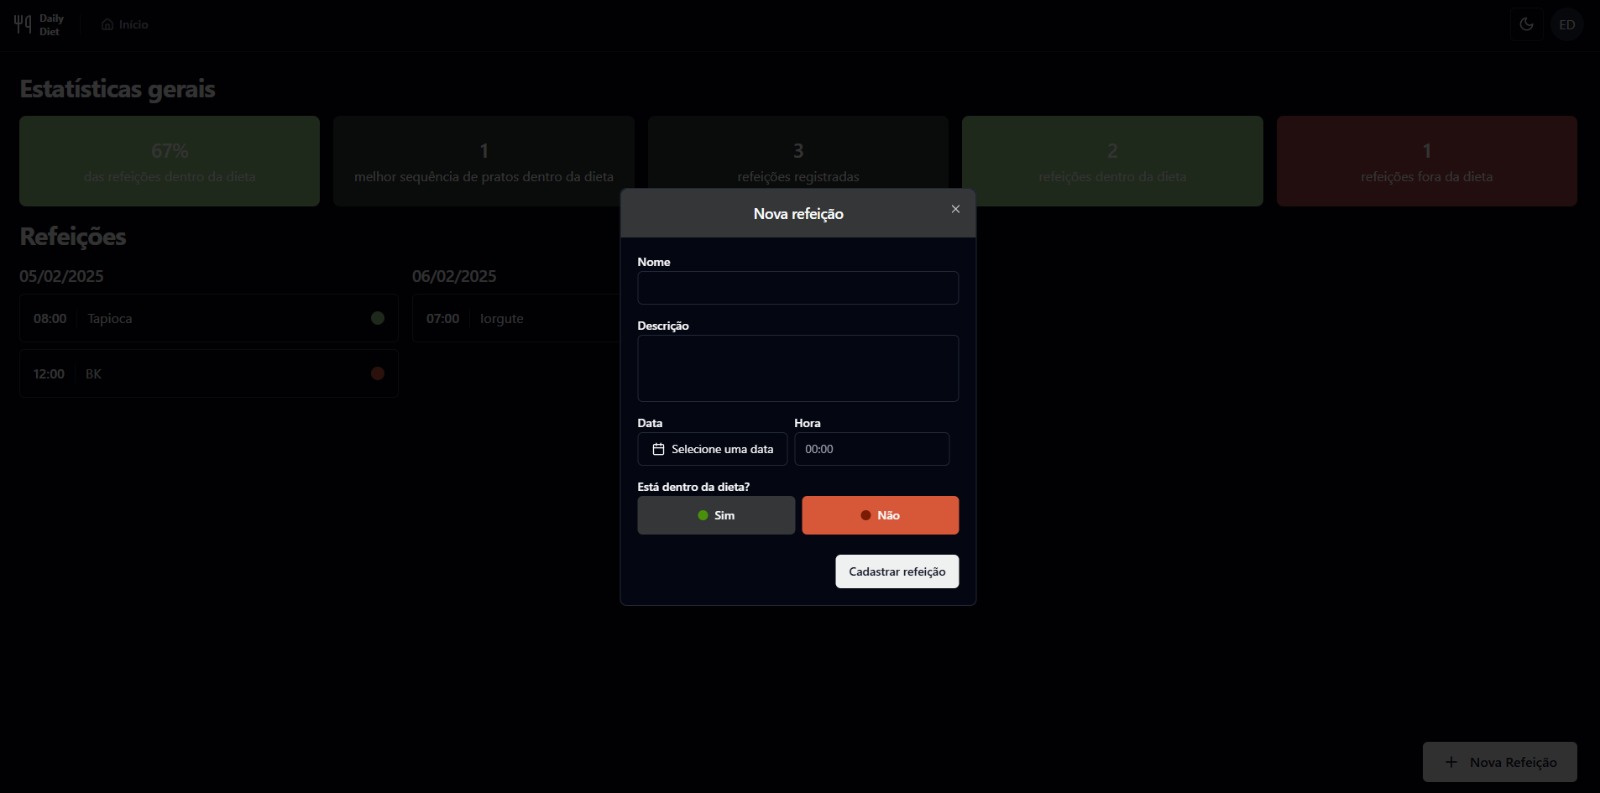 Daily
Diet
Início
ED
Estatísticas gerais
67%
das refeições dentro da dieta
1
melhor sequência de pratos dentro da dieta
3
refeições registradas
2
refeições dentro da dieta
1
refeições fora da dieta
Refeições
05/02/2025
08:00 Tapioca
12:00 BK
06/02/2025
07:00 Iorgute
Nova refeição
Nome
Descrição
Data
Selecione uma data
Hora
00:00
Está dentro da dieta?
Sim
Não
Cadastrar refeição
Nova Refeição